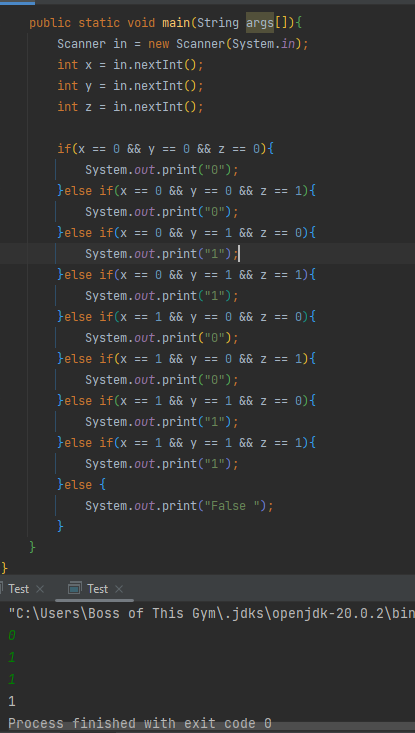 public static void main(String args[]){
Scanner in = new Scanner(System.in);
int x = in.nextInt();
int y = in.nextInt();
int z = in.nextInt();
if(x == 0 && y == 0 && z == 0){
System.out.print("0");
}else if(x == 0 && y == 0 && z == 1){
System.out.print("0");
}else if(x == 0 && y == 1 && z == 0){
System.out.print("1");
}else if(x == 0 && y == 1 && z == 1){
System.out.print("1");
}else if(x == 1 && y == 0 && z == 0){
System.out.print("0");
}else if(x == 1 && y == 0 && z == 1){
System.out.print("0");
}else if(x == 1 && y == 1 && z == 0){
System.out.print("1");
}else if(x == 1 && y == 1 && z == 1){
System.out.print("1");
}else {
System.out.print("False ");
}
}
}
Test × Test ×
"C:\Users\Boss of This Gym\.jdks\openjdk-20.0.2\bin
0
1
1
1
Process finished with exit code 0